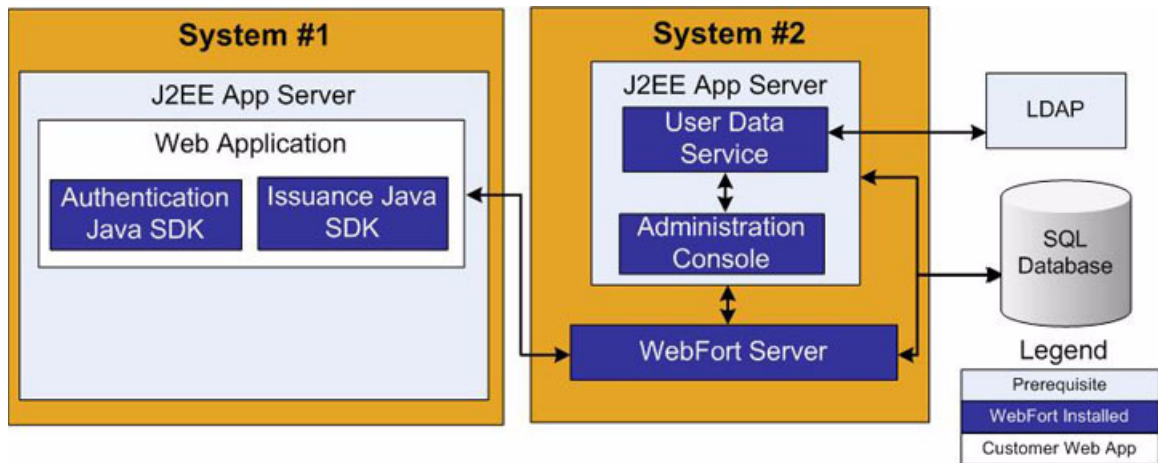 System #1
J2EE App Server
Web Application
Authentication
Java SDK
Issuance Java
SDK
System #2
J2EE App Server
User Data
Service
Administration
Console
WebFort Server
LDAP
SQL
Database
Legend
Prerequisite
WebFort Installed
Customer Web App